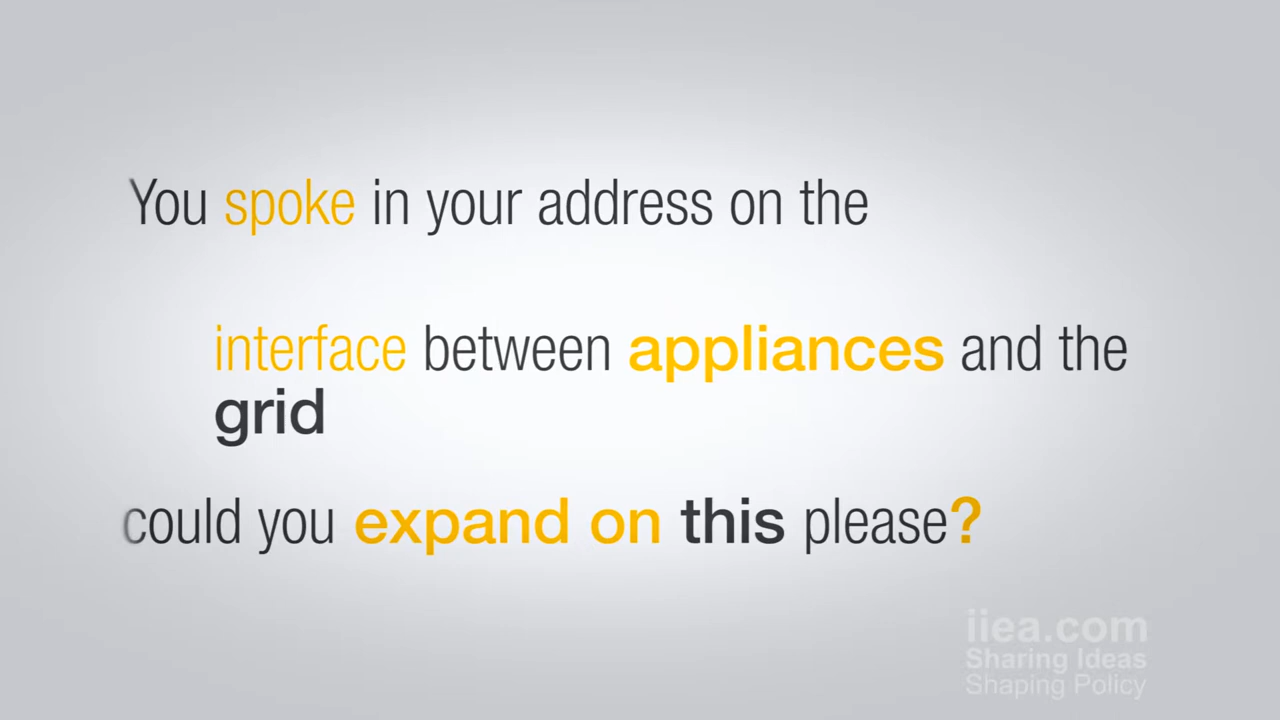 You spoke in your address on the
interface between appliances and the
grid
could you expand on this please?
iiea.com
Sharing Ideas
Shaping Policy